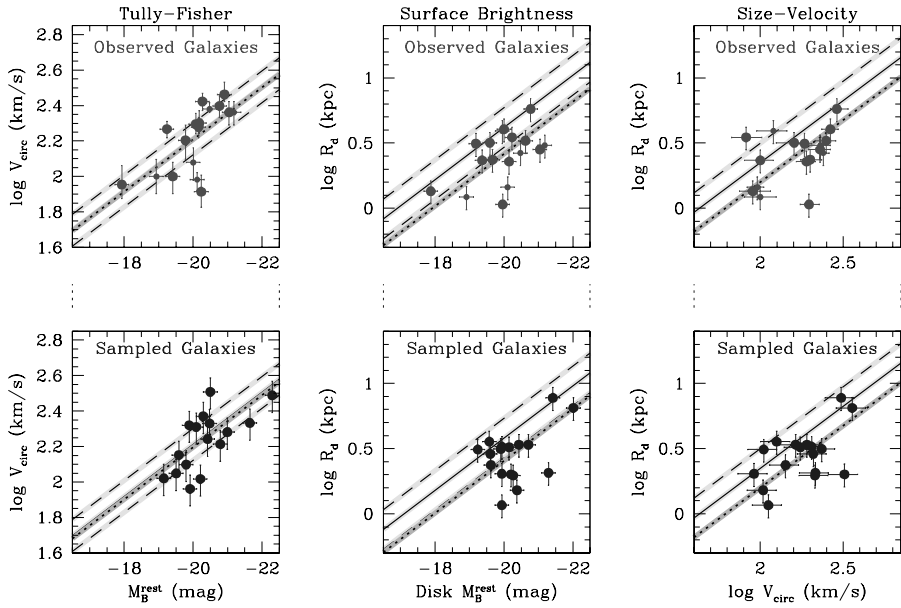 Tully-Fisher
Surface Brightness
Size-Velocity
Observed Galaxies
Observed Galaxies
Observed Galaxies
2.8
2.6
2.4
2.2
2
1.8
1.6
log V_circ (km/s)
-18 -20 -22
1
0.5
0
log R_d (kpc)
-18 -20 -22
1
0.5
0
log R_d (kpc)
2 2.5
Sampled Galaxies
Sampled Galaxies
Sampled Galaxies
2.8
2.6
2.4
2.2
2
1.8
1.6
log V_circ (km/s)
-18 -20 -22
M_B^rest (mag)
1
0.5
0
log R_d (kpc)
-18 -20 -22
Disk M_B^rest (mag)
1
0.5
0
log R_d (kpc)
2 2.5
log V_circ (km/s)